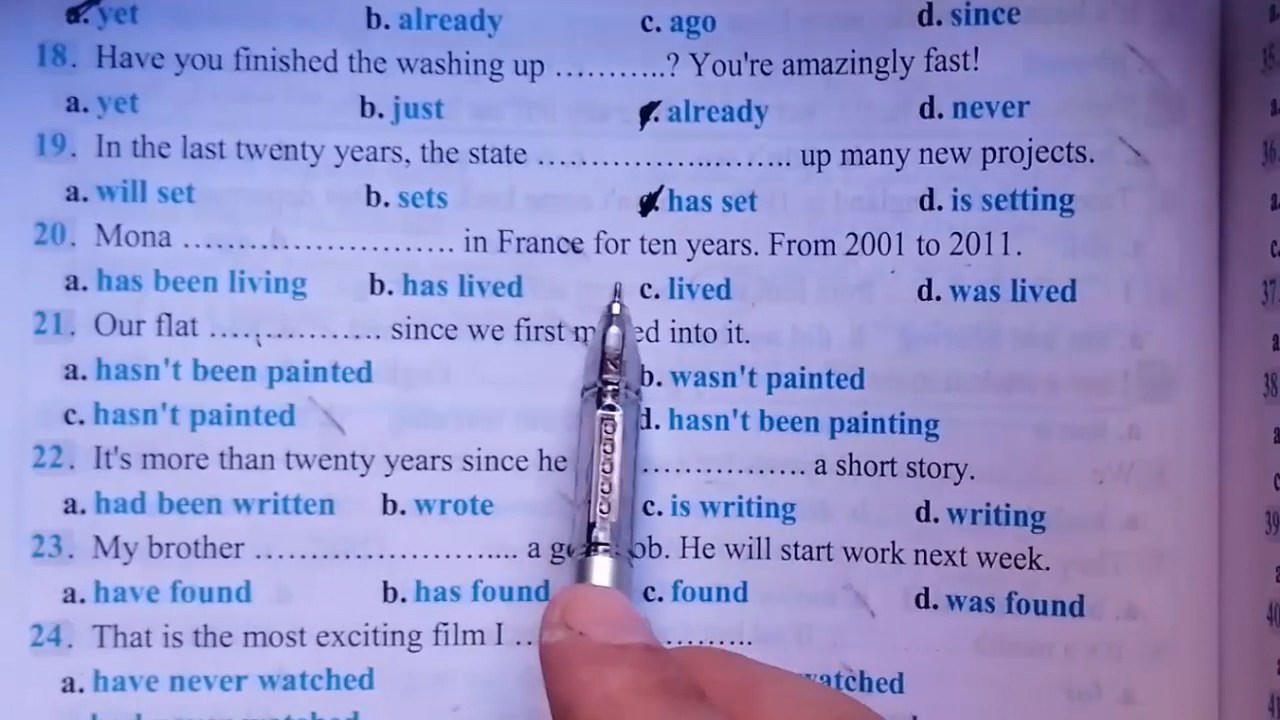 a. yet b. already c. ago d. since
18. Have you finished the washing up ...........? You're amazingly fast!
a. yet b. just c. already d. never
19. In the last twenty years, the state ............................ up many new projects.
a. will set b. sets c. has set d. is setting
20. Mona ............................ in France for ten years. From 2001 to 2011.
a. has been living b. has lived c. lived d. was lived
21. Our flat .................. since we first into it.
a. hasn't been painted b. wasn't painted
c. hasn't painted d. hasn't been painting
22. It's more than twenty years since he ................ a short story.
a. had been written b. wrote c. is writing d. writing
23. My brother ........................... a He will start work next week.
a. have found b. has found c. found d. was found
24. That is the most exciting film I ............
a. have never watched
37
38
39